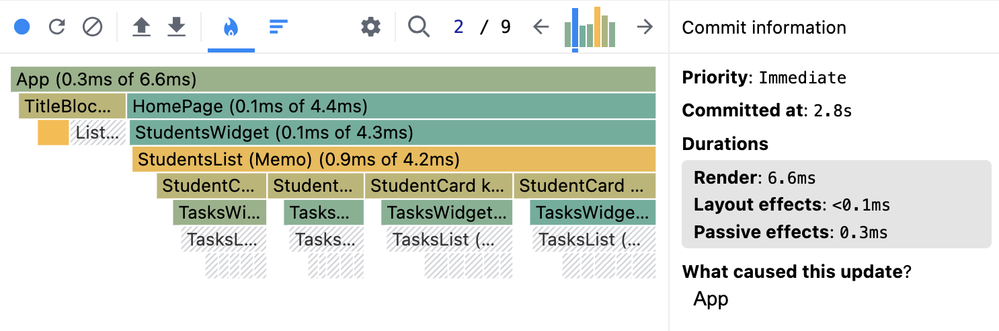 2 / 9
Commit information
App (0.3ms of 6.6ms)
TitleBloc... HomePage (0.1ms of 4.4ms)
List... StudentsWidget (0.1ms of 4.3ms)
StudentsList (Memo) (0.9ms of 4.2ms)
StudentC... Student... StudentCard k... StudentCard ...
TasksWi... Tasks... TasksWidget... TasksWidge...
TasksL... Tasks... TasksList (... TasksList (...
Priority: Immediate
Committed at: 2.8s
Durations
Render: 6.6ms
Layout effects: <0.1ms
Passive effects: 0.3ms
What caused this update?
App